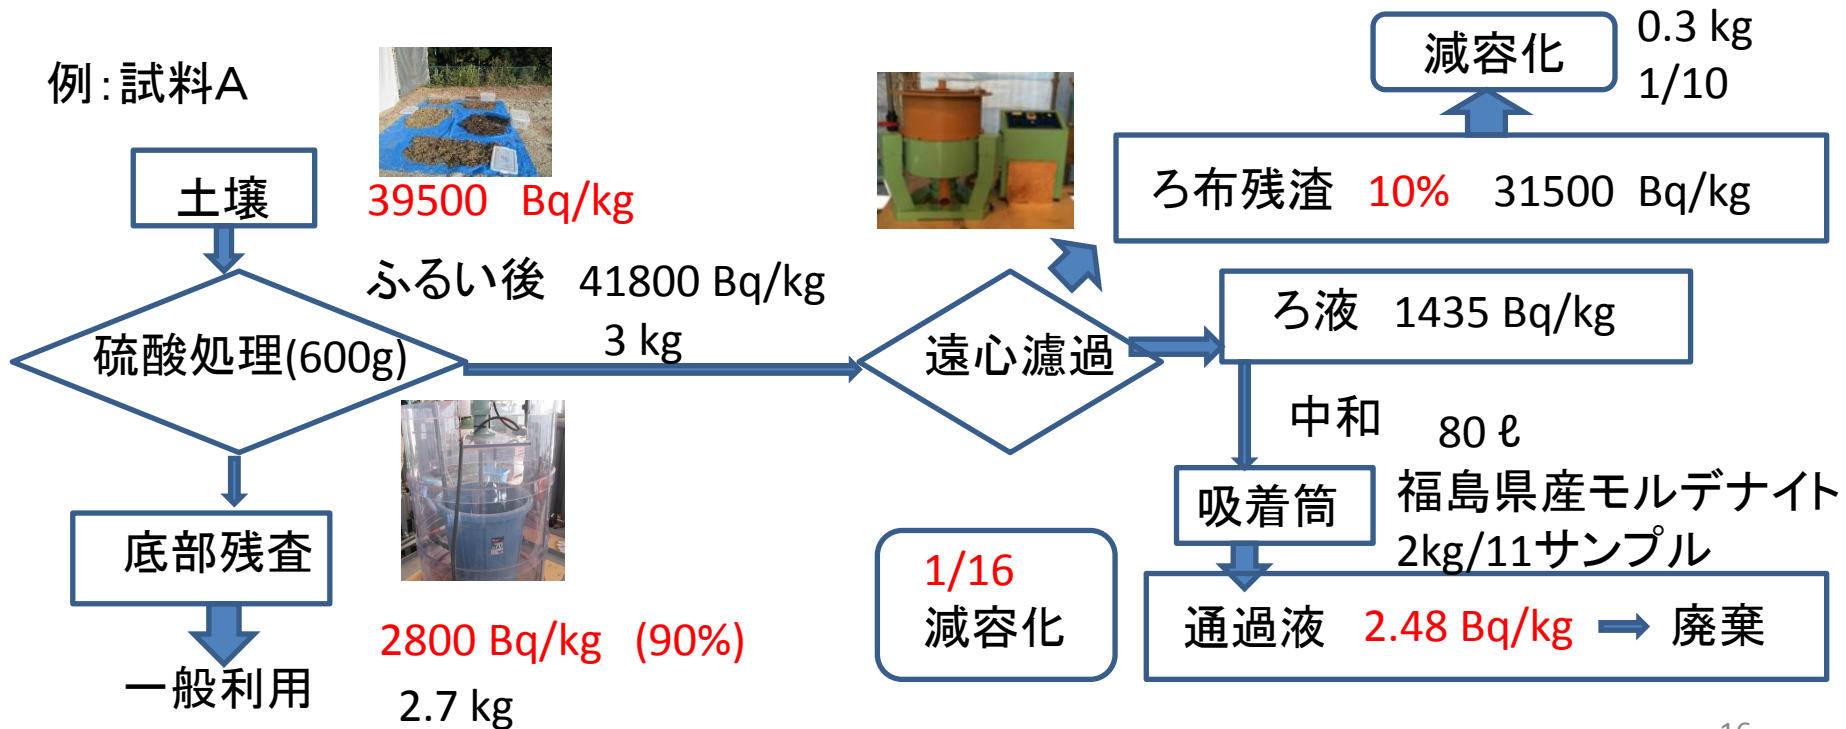 例:試料A
土壌
39500 Bq/kg
ふるい後 41800 Bq/kg
3 kg
硫酸処理(600g)
底部残査
一般利用
2800 Bq/kg (90%)
2.7 kg
遠心濾過
減容化
0.3 kg
1/10
ろ布残渣 10% 31500 Bq/kg
ろ液 1435 Bq/kg
中和
80 ℓ
吸着筒
福島県産モルデナイト
2kg/11サンプル
1/16
減容化
通過液 2.48 Bq/kg
廃棄